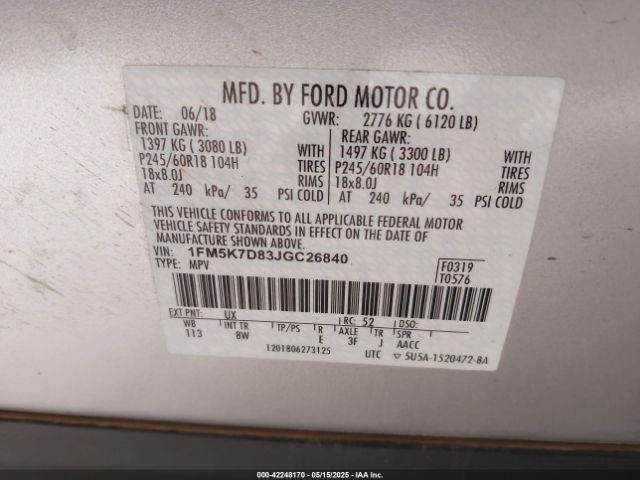 MFD. BY FORD MOTOR CO.
DATE: 06/18 GVWR: 2776 KG ( 6120 LB)
FRONT GAWR: REAR GAWR:
1397 KG ( 3080 LB) WITH 1497 KG ( 3300 LB) WITH
P245/60R18 104H TIRES P245/60R18 104H TIRES
18x8.0J RIMS 18x8.0J RIMS
AT 240 kPa/ 35 PSI COLD AT 240 kPa/ 35 PSI COLD
THIS VEHICLE CONFORMS TO ALL APPLICABLE FEDERAL MOTOR
VEHICLE SAFETY STANDARDS IN EFFECT ON THE DATE OF
MANUFACTURE SHOWN ABOVE.
VIN: 1FM5K7D83JGC26840 F0319
TYPE: MPV T0576
EXT PNT: UX RC: 52 DSO:
WB INT TR TP/PS R AXLE TR SPR
113 8W E 3F J AACC
1201806273125 UTC ▽ 5USA-1520472-BA
000-42248170 — 05/15/2025 — IAA Inc.